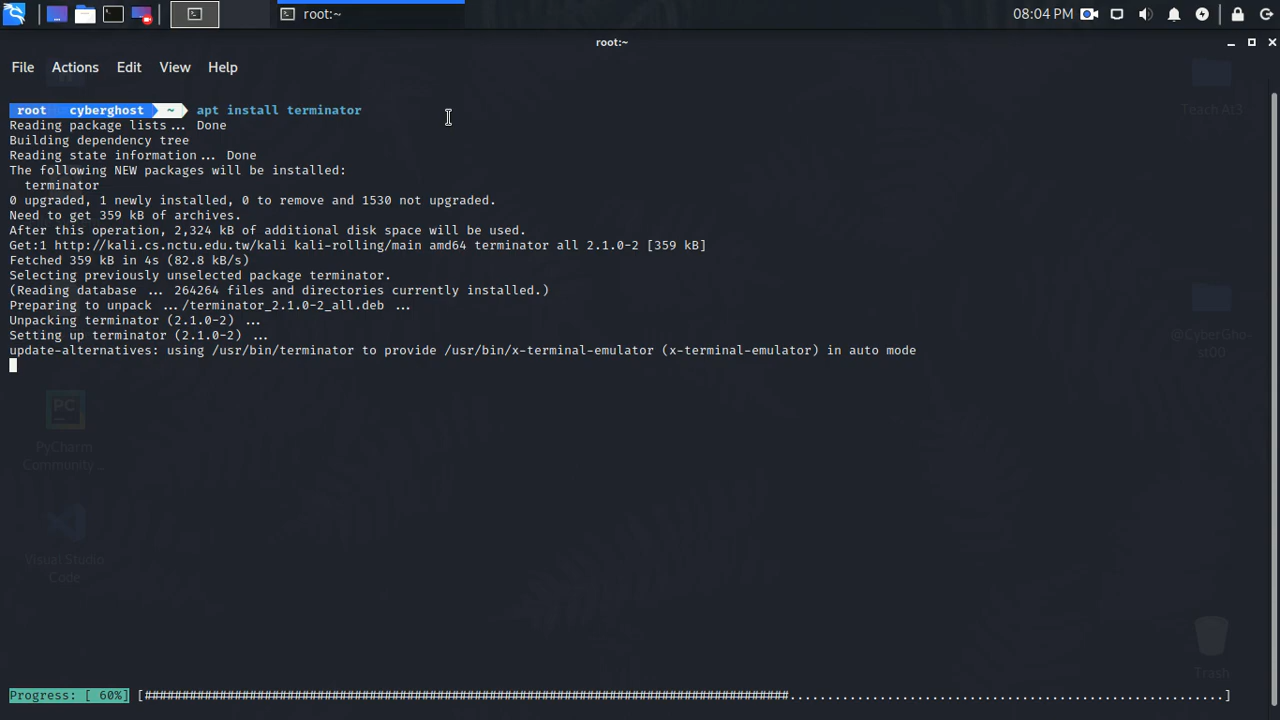 root:~
08:04 PM
root:~
File Actions Edit View Help
root cyberghost ~ apt install terminator
Reading package lists... Done
Building dependency tree
Reading state information... Done
The following NEW packages will be installed:
terminator
0 upgraded, 1 newly installed, 0 to remove and 1530 not upgraded.
Need to get 359 kB of archives.
After this operation, 2,324 kB of additional disk space will be used.
Get:1 http://kali.cs.nctu.edu.tw/kali kali-rolling/main amd64 terminator all 2.1.0-2 [359 kB]
Fetched 359 kB in 4s (82.8 kB/s)
Selecting previously unselected package terminator.
(Reading database ... 264264 files and directories currently installed.)
Preparing to unpack .../terminator_2.1.0-2_all.deb ...
Unpacking terminator (2.1.0-2) ...
Setting up terminator (2.1.0-2) ...
update-alternatives: using /usr/bin/terminator to provide /usr/bin/x-terminal-emulator (x-terminal-emulator) in auto mode
Teach At3
@CyberGho-
st00
PC
PyCharm
Community ...
Visual Studio
Code
Trash
Progress: [ 60%] [######################################################################################..........................................................]